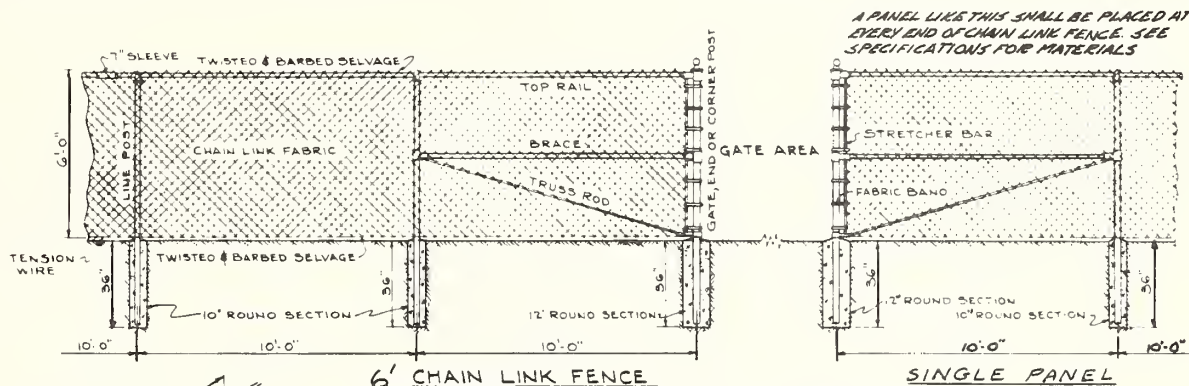 A PANEL LIKE THIS SHALL BE PLACED AT
EVERY END OF CHAIN LINK FENCE. SEE
SPECIFICATIONS FOR MATERIALS
7" SLEEVE
TWISTED & BARBED SELVAGE
TOP RAIL
GATE, END OR CORNER POST
6'-0"
LINE POST
CHAIN LINK FABRIC
BRACE
GATE AREA
STRETCHER BAR
TRUSS ROD
FABRIC BAND
TENSION
WIRE
TWISTED & BARBED SELVAGE
36"
36"
36"
36"
36"
10" ROUND SECTION
12" ROUND SECTION
12" ROUND SECTION
10" ROUND SECTION
10'-0"
10'-0"
10'-0"
10'-0"
10'-0"
6' CHAIN LINK FENCE
SINGLE PANEL